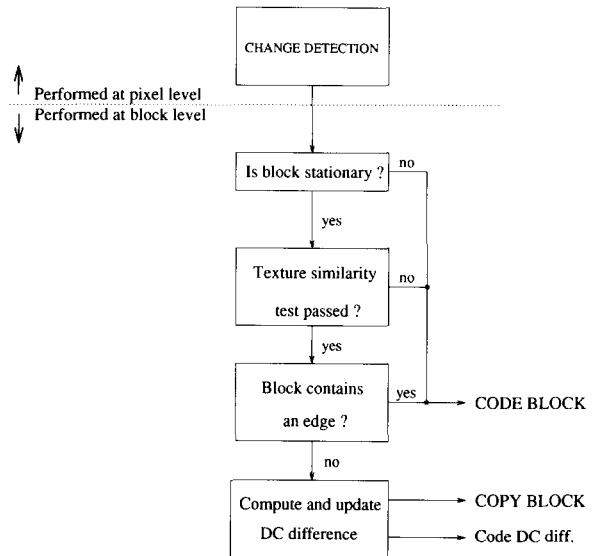 CHANGE DETECTION
Performed at pixel level
Performed at block level
Is block stationary ?
no
yes
Texture similarity
test passed ?
no
yes
Block contains
an edge ?
yes
CODE BLOCK
no
Compute and update
DC difference
COPY BLOCK
Code DC diff.